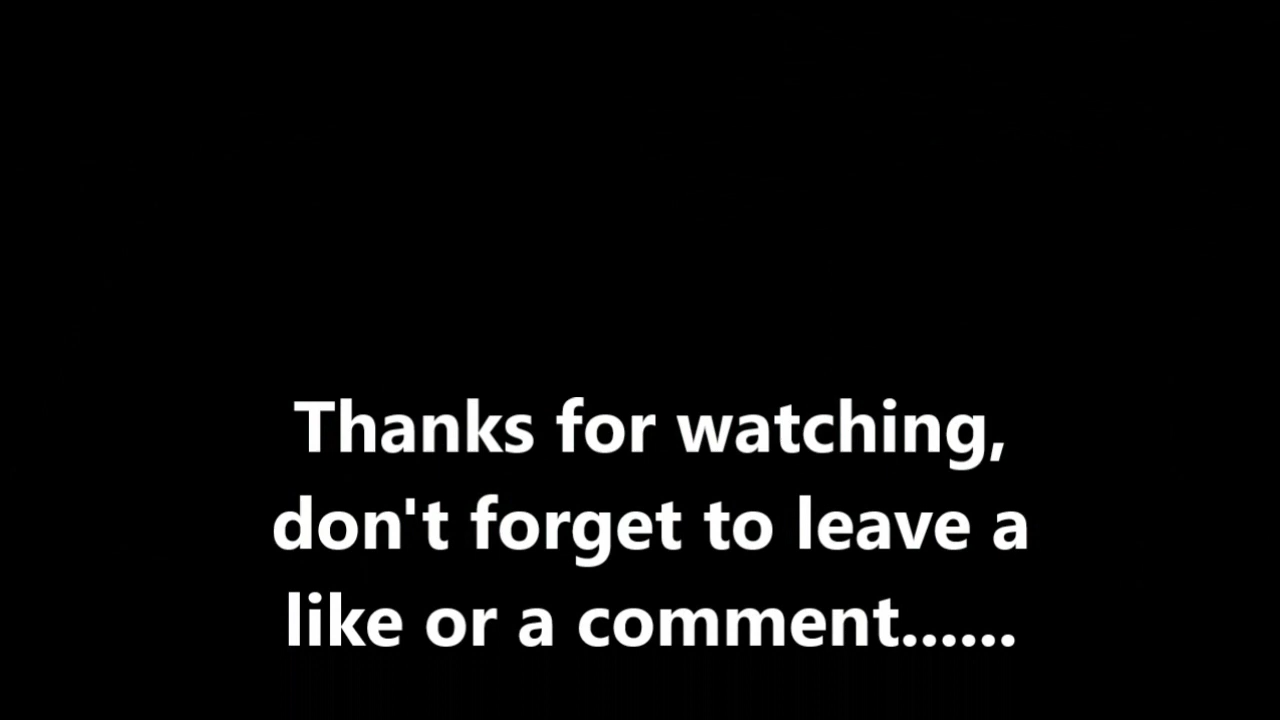 Thanks for watching,
don't forget to leave a
like or a comment......